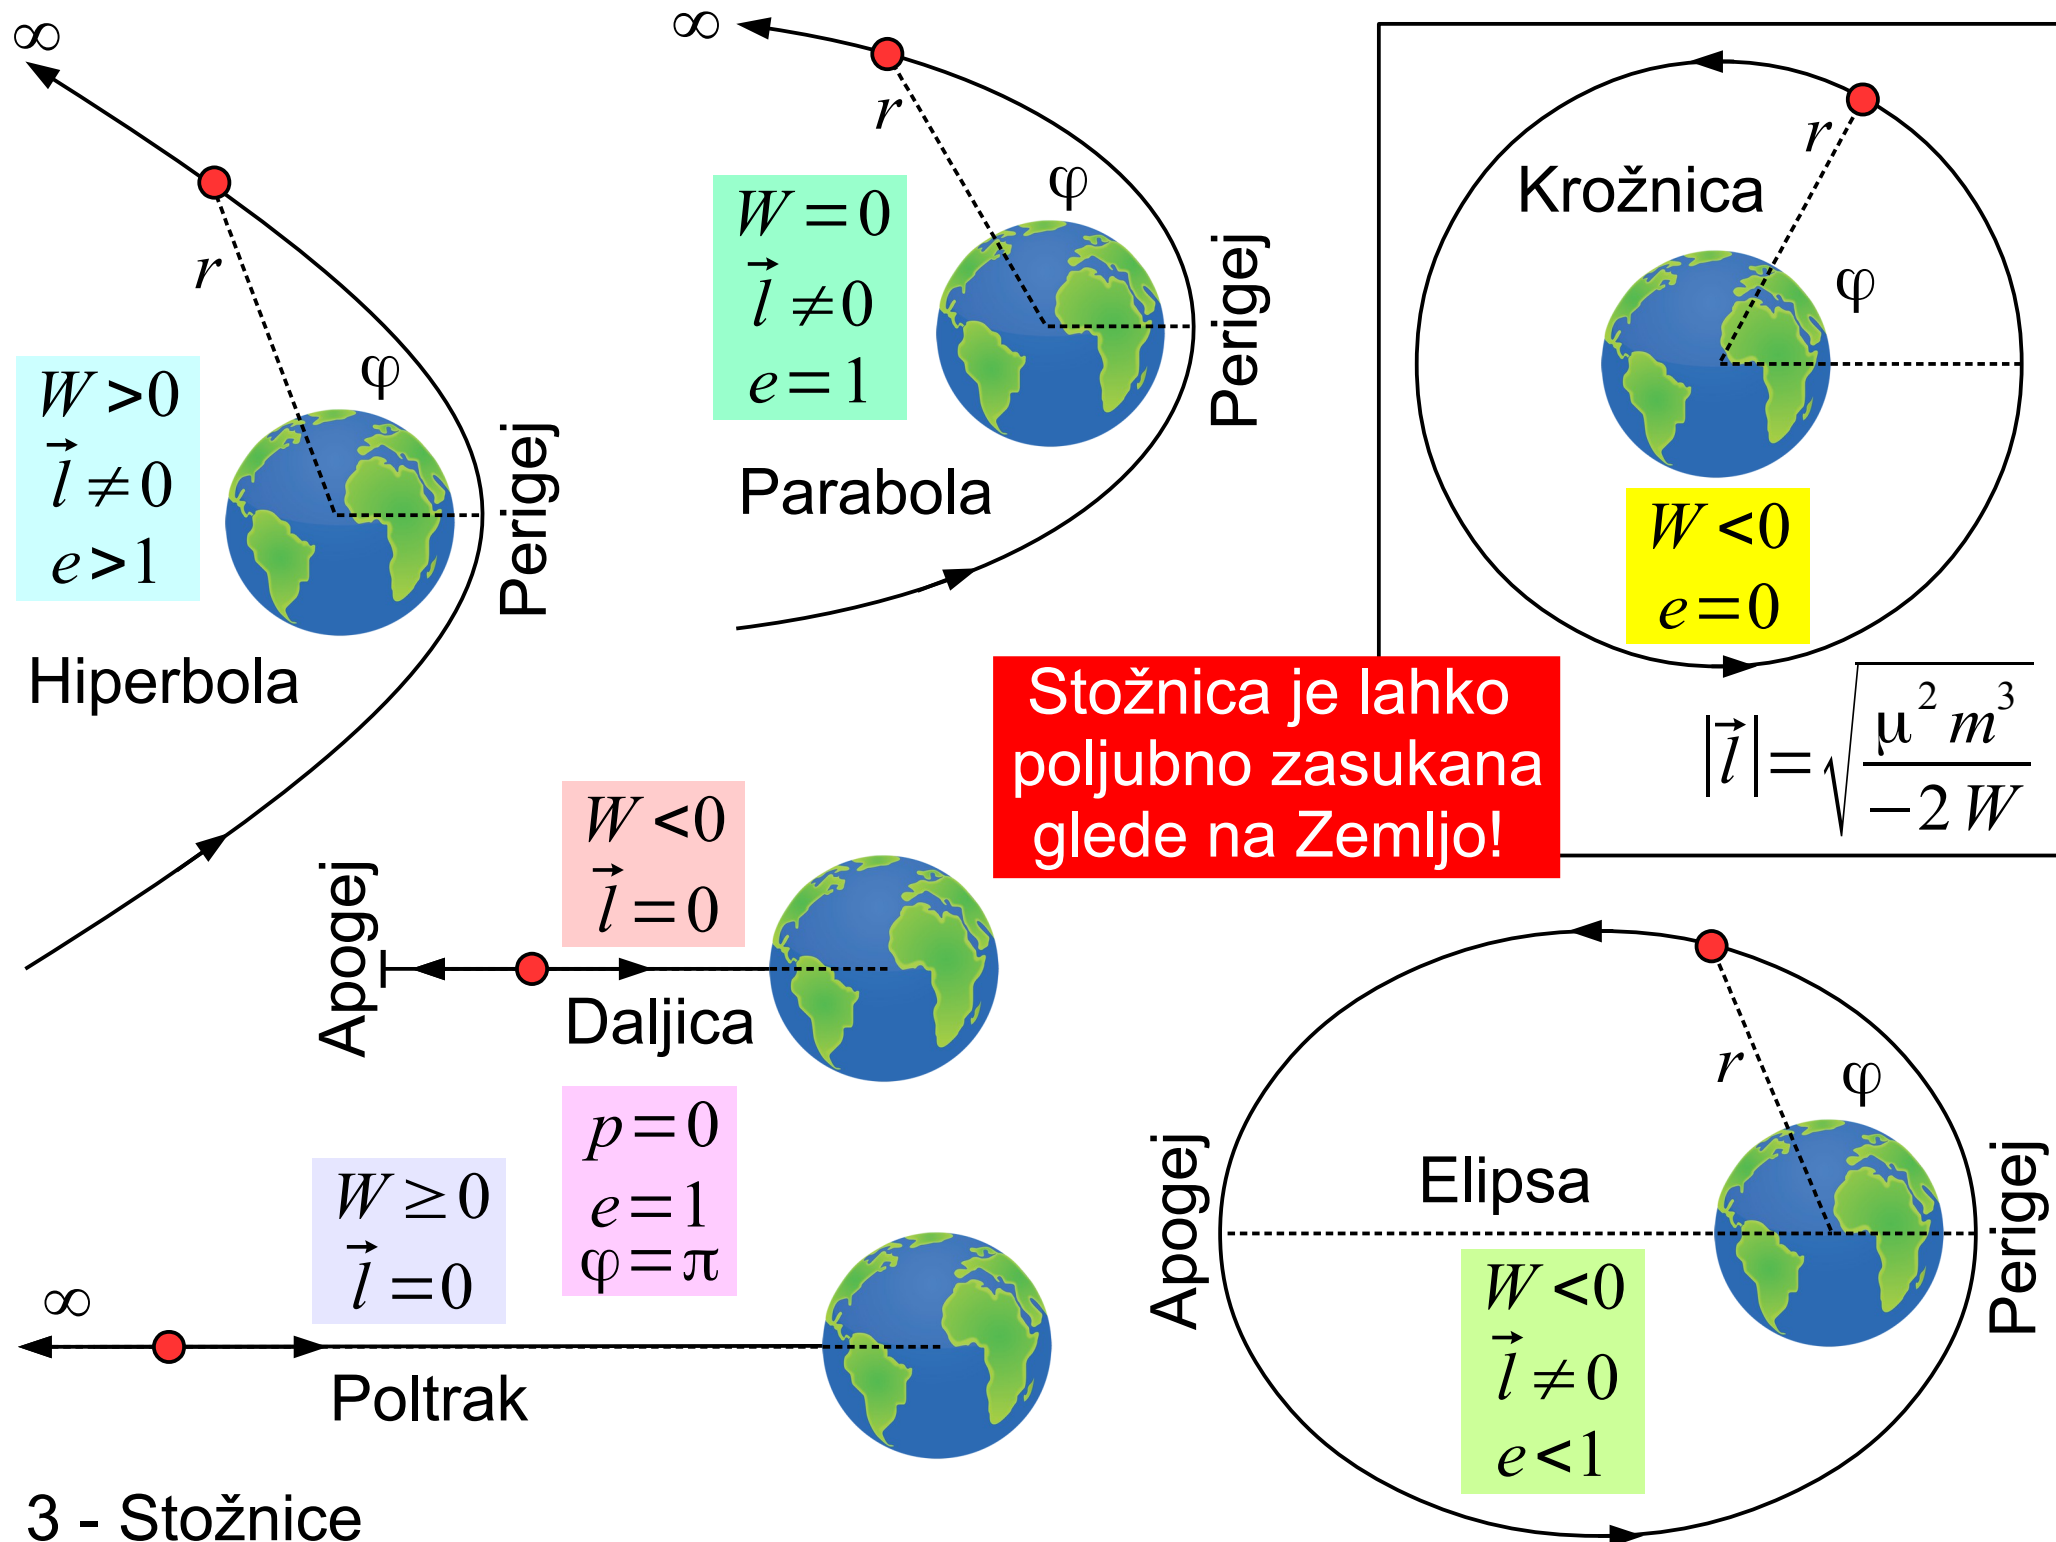 ∞
r
φ
W>0
l⃗≠0
e>1
Perigej
Hiperbola
∞
r
φ
W=0
l⃗≠0
e=1
Perigej
Parabola
r
Krožnica
φ
W<0
e=0
|l⃗|=√(μ² m³/−2W)
Stožnica je lahko
poljubno zasukana
glede na Zemljo!
W<0
l⃗=0
Apogej
Daljica
p=0
e=1
φ=π
W≥0
l⃗=0
∞
Poltrak
r
φ
Apogej
Elipsa
Perigej
W<0
l⃗≠0
e<1
3 - Stožnice